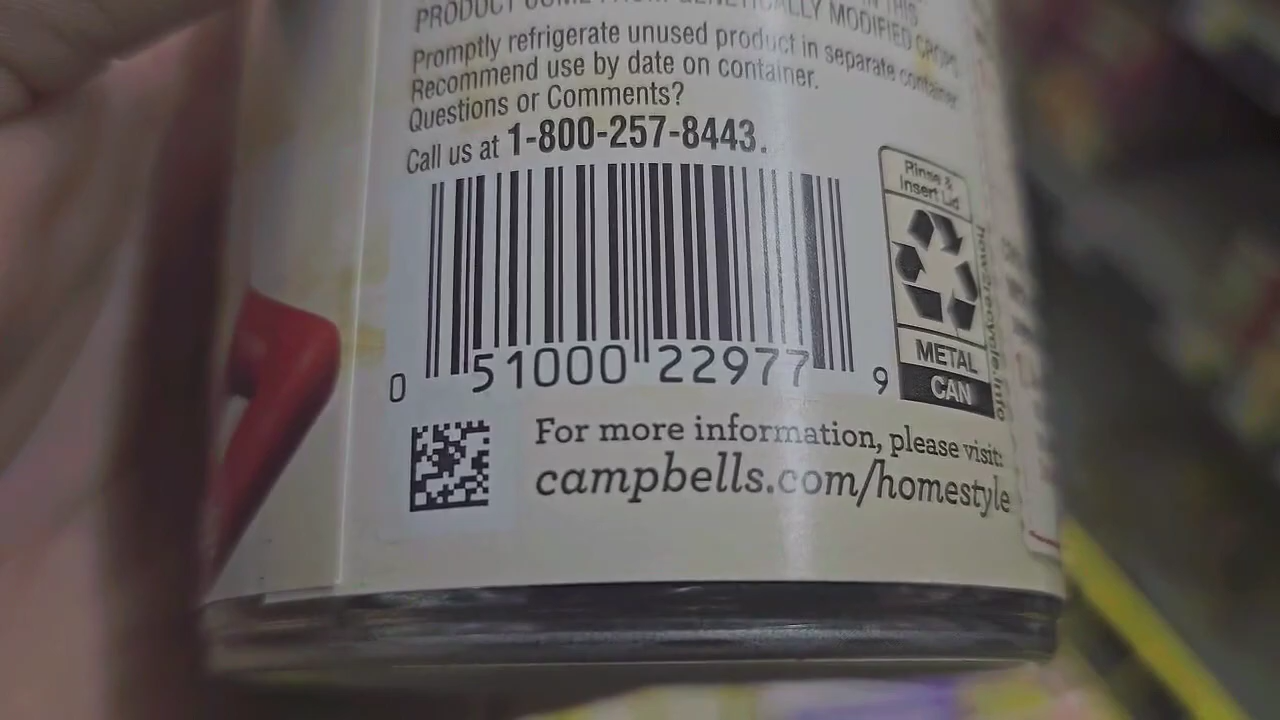 PRODUCT COME FROM GENETICALLY MODIFIED CROPS
Promptly refrigerate unused product in separate container.
Recommend use by date on container.
Questions or Comments?
Call us at 1-800-257-8443.
0 51000 22977 9
Rinse &
Insert Lid
METAL
CAN
how2recycle.info
For more information, please visit:
campbells.com/homestyle